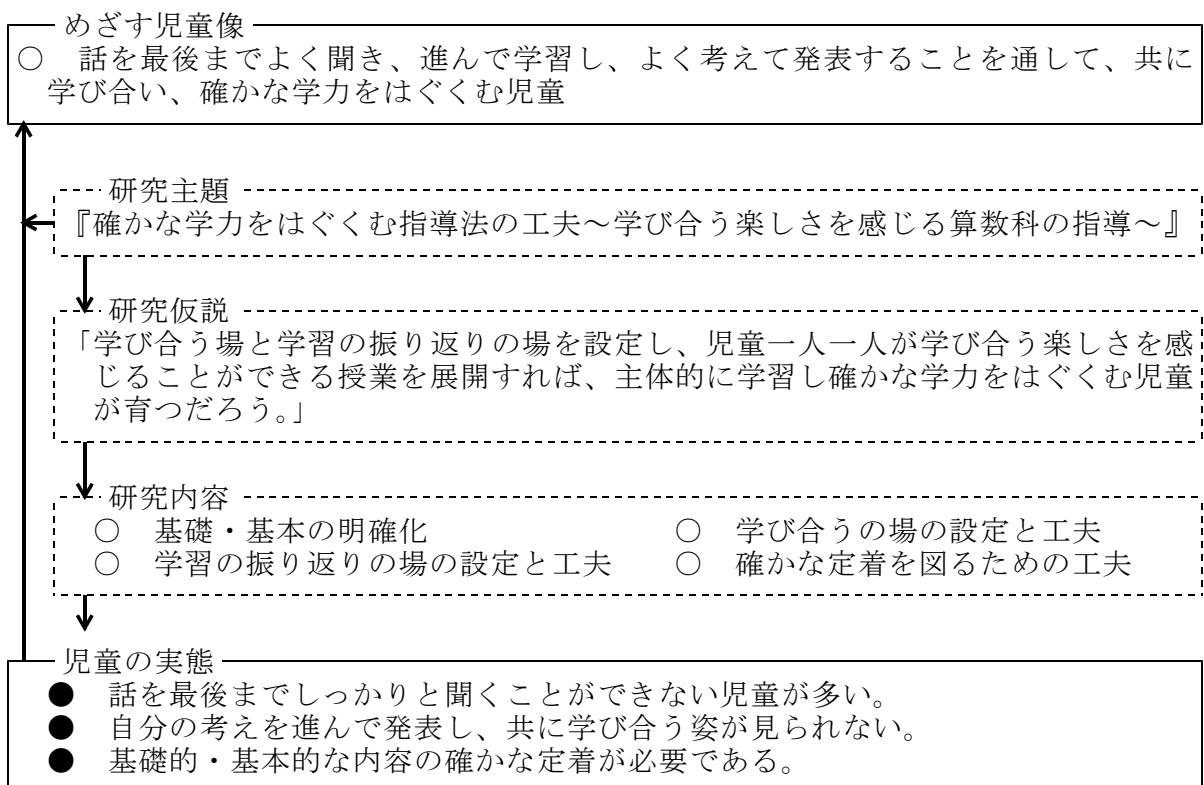 めざす児童像
○　話を最後までよく聞き、進んで学習し、よく考えて発表することを通して、共に
学び合い、確かな学力をはぐくむ児童
研究主題
『確かな学力をはぐくむ指導法の工夫～学び合う楽しさを感じる算数科の指導～』
研究仮説
「学び合う場と学習の振り返りの場を設定し、児童一人一人が学び合う楽しさを感
じることができる授業を展開すれば、主体的に学習し確かな学力をはぐくむ児童
が育つだろう。」
研究内容
○　基礎・基本の明確化　○　学び合うの場の設定と工夫
○　学習の振り返りの場の設定と工夫　○　確かな定着を図るための工夫
児童の実態
●　話を最後までしっかりと聞くことができない児童が多い。
●　自分の考えを進んで発表し、共に学び合う姿が見られない。
●　基礎的・基本的な内容の確かな定着が必要である。